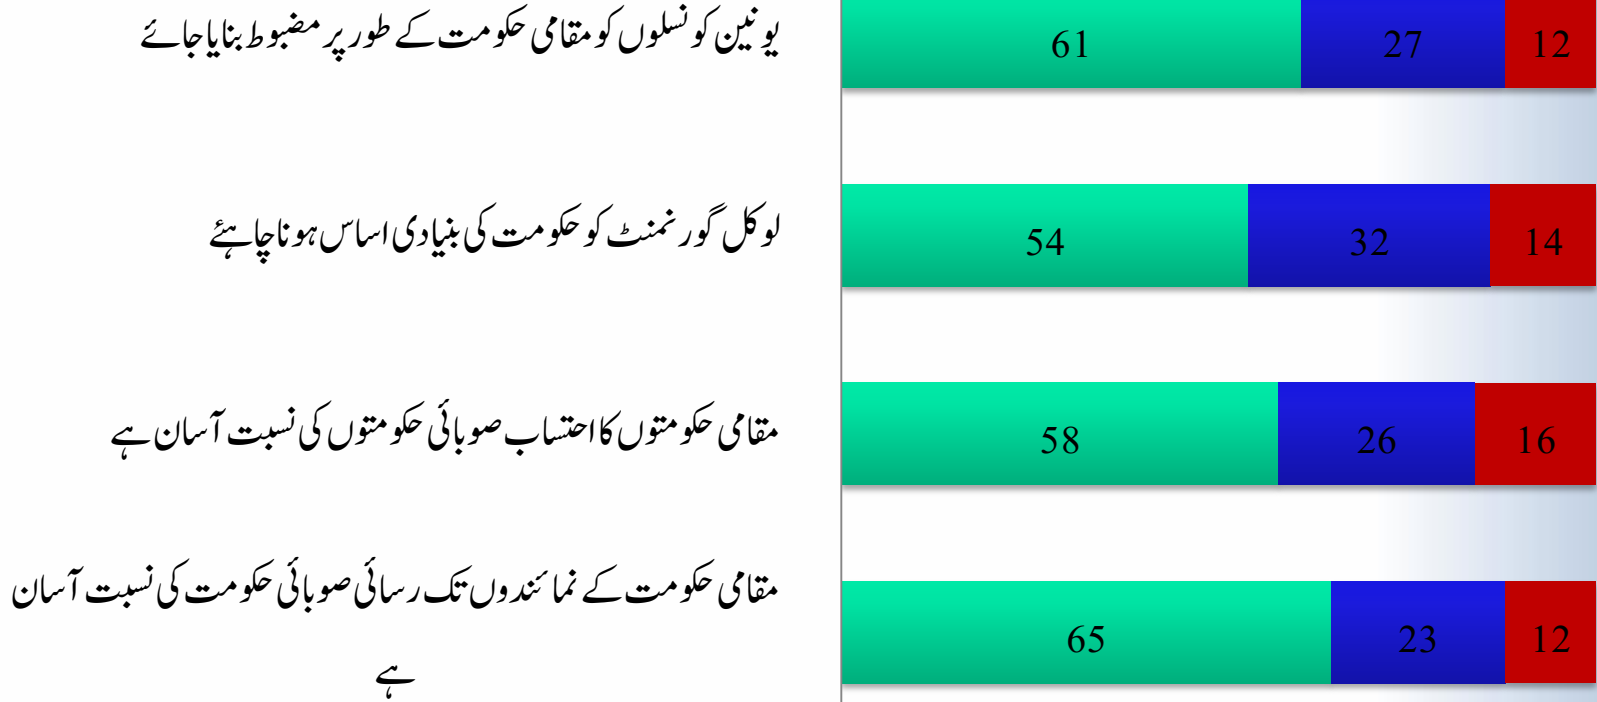 یونین کونسلوں کو مقامی حکومت کے طور پر مضبوط بنایا جائے
61 27 12
لوکل گورنمنٹ کو حکومت کی بنیادی اساس ہونا چاہئے
54 32 14
مقامی حکومتوں کا احتساب صوبائی حکومتوں کی نسبت آسان ہے
58 26 16
مقامی حکومت کے نمائندوں تک رسائی صوبائی حکومت کی نسبت آسان
ہے
65 23 12